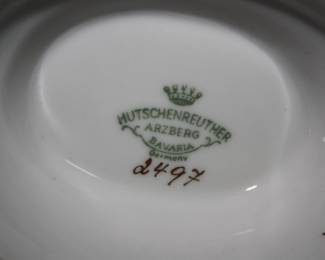 HUTSCHENREUTHER
ARZBERG
BAVARIA
Germany
2497